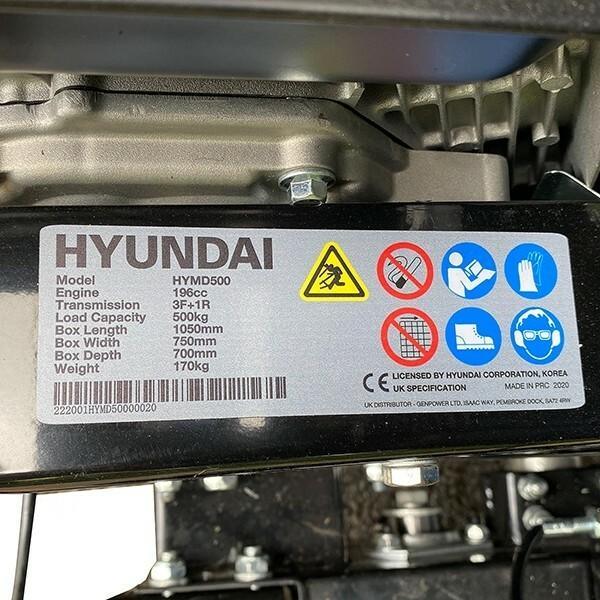 HYUNDAI
Model HYMD500
Engine 196cc
Transmission 3F+1R
Load Capacity 500kg
Box Length 1050mm
Box Width 750mm
Box Depth 700mm
Weight 170kg
222001HYMD50000020
CE LICENSED BY HYUNDAI CORPORATION, KOREA
UK SPECIFICATION MADE IN PRC 2020
UK DISTRIBUTOR - GENPOWER LTD, ISAAC WAY, PEMBROKE DOCK, SA72 4RW